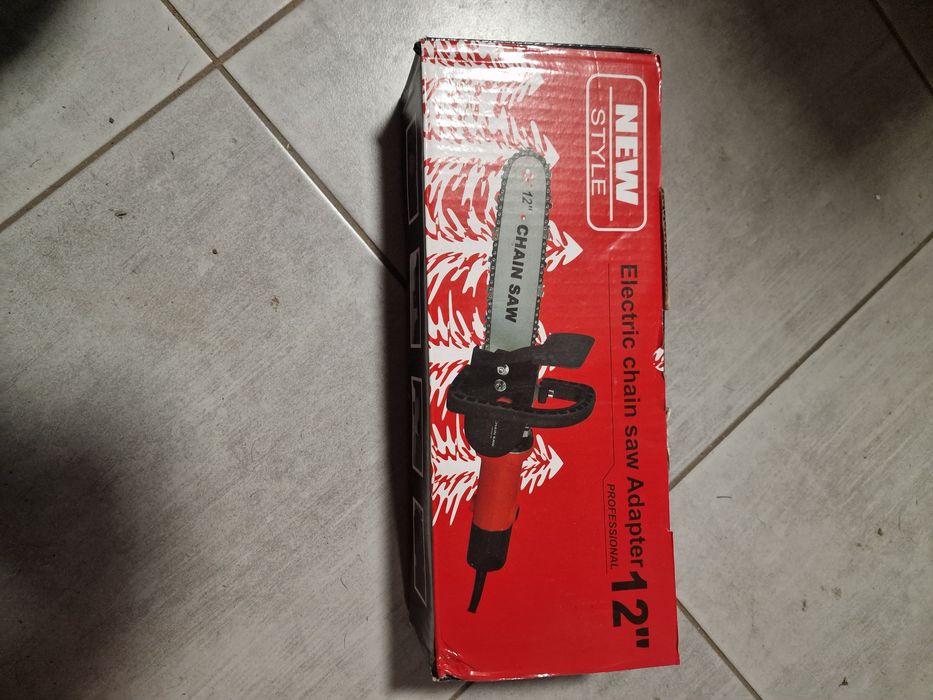 NEW
STYLE
Electric chain saw Adapter 12"
PROFESSIONAL
12" CHAIN SAW